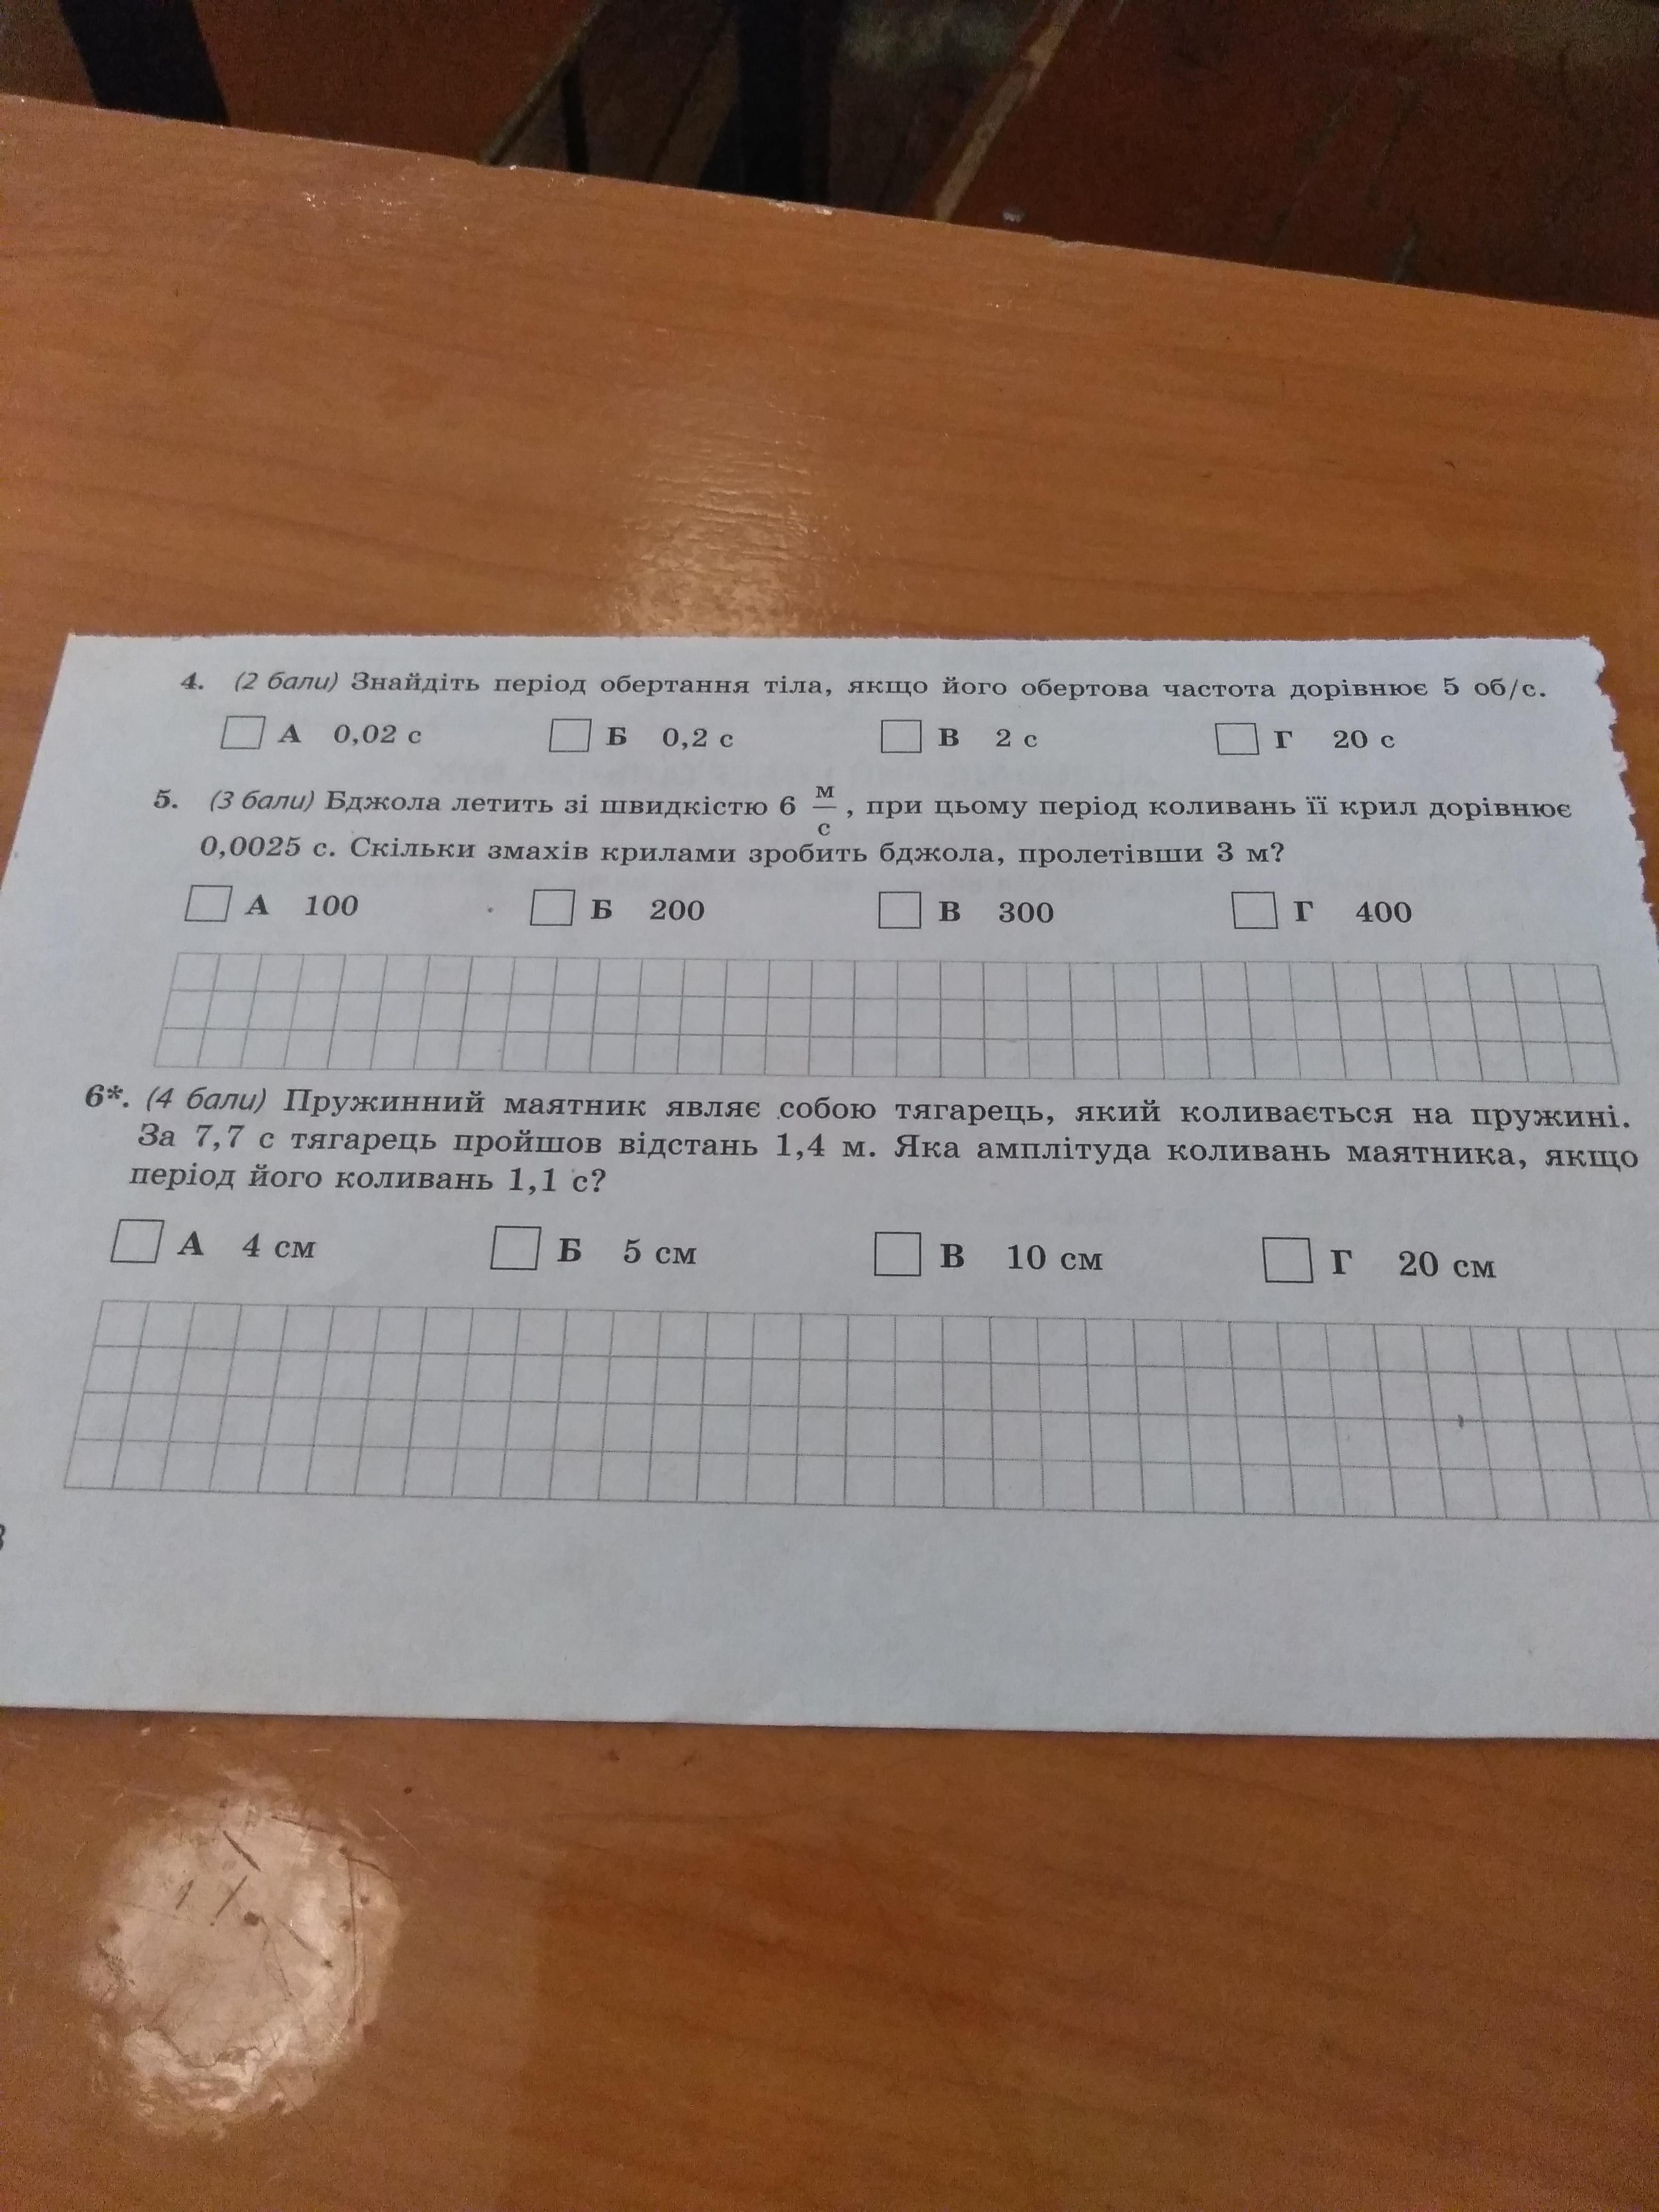 4. (2 бали) Знайдіть період обертання тіла, якщо його обертова частота дорівнює 5 об/с.
А 0,02 с Б 0,2 с В 2 с Г 20 с
5. (3 бали) Бджола летить зі швидкістю 6 м/с, при цьому період коливань її крил дорівнює
0,0025 с. Скільки змахів крилами зробить бджола, пролетівши 3 м?
А 100 Б 200 В 300 Г 400
6*. (4 бали) Пружинний маятник являє собою тягарець, який коливається на пружині.
За 7,7 с тягарець пройшов відстань 1,4 м. Яка амплітуда коливань маятника, якщо
період його коливань 1,1 с?
А 4 см Б 5 см В 10 см Г 20 см